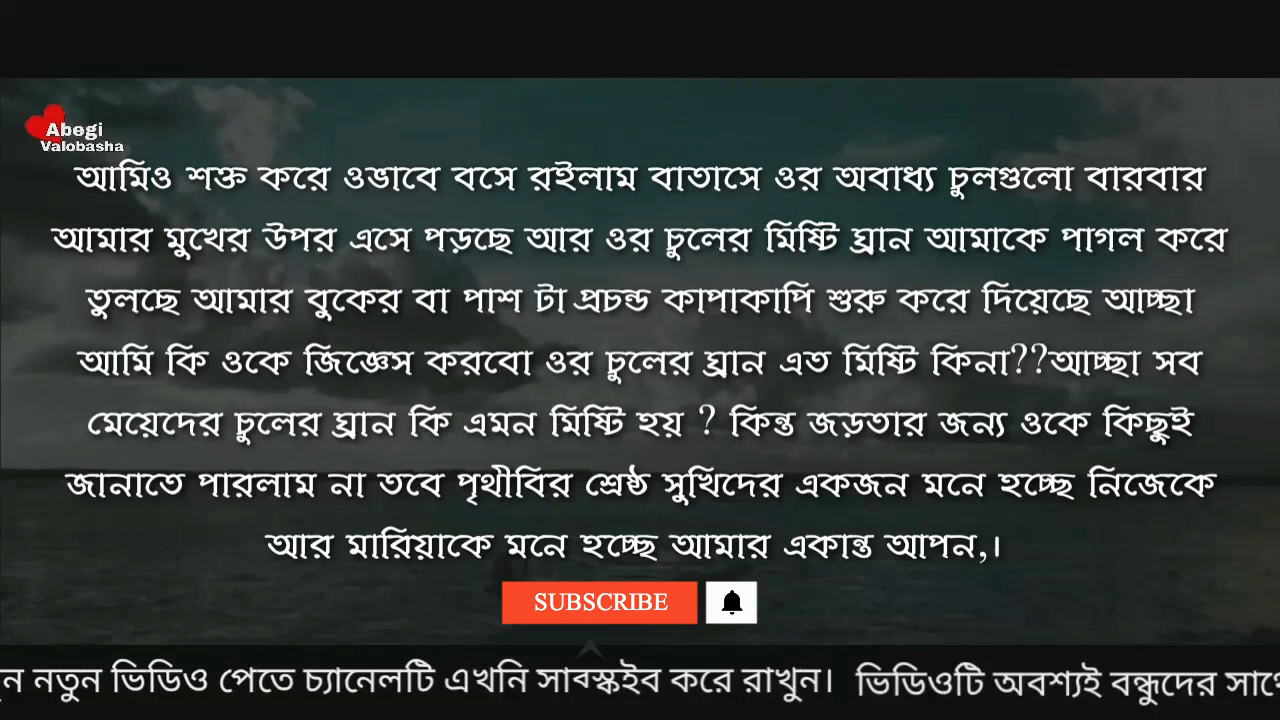 Abegi
Valobasha
আমিও শক্ত করে ওভাবে বসে রইলাম বাতাসে ওর অবাধ্য চুলগুলো বারবার
আমার মুখের উপর এসে পড়ছে আর ওর চুলের মিষ্টি ঘ্রান আমাকে পাগল করে
তুলছে আমার বুকের বা পাশ টা প্রচন্ড কাপাকাপি শুরু করে দিয়েছে আচ্ছা
আমি কি ওকে জিজ্ঞেস করবো ওর চুলের ঘ্রান এত মিষ্টি কিনা??আচ্ছা সব
মেয়েদের চুলের ঘ্রান কি এমন মিষ্টি হয় ? কিন্ত জড়তার জন্য ওকে কিছুই
জানাতে পারলাম না তবে পৃথীবির শ্রেষ্ঠ সুখিদের একজন মনে হচ্ছে নিজেকে
আর মারিয়াকে মনে হচ্ছে আমার একান্ত আপন,।
SUBSCRIBE
নতুন ভিডিও পেতে চ্যানেলটি এখনি সাবস্ক্রইব করে রাখুন। ভিডিওটি অবশ্যই বন্ধুদের